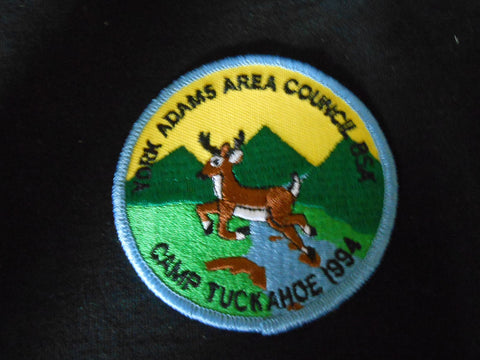 YORK ADAMS AREA COUNCIL BSA
CAMP TUCKAHOE 1994